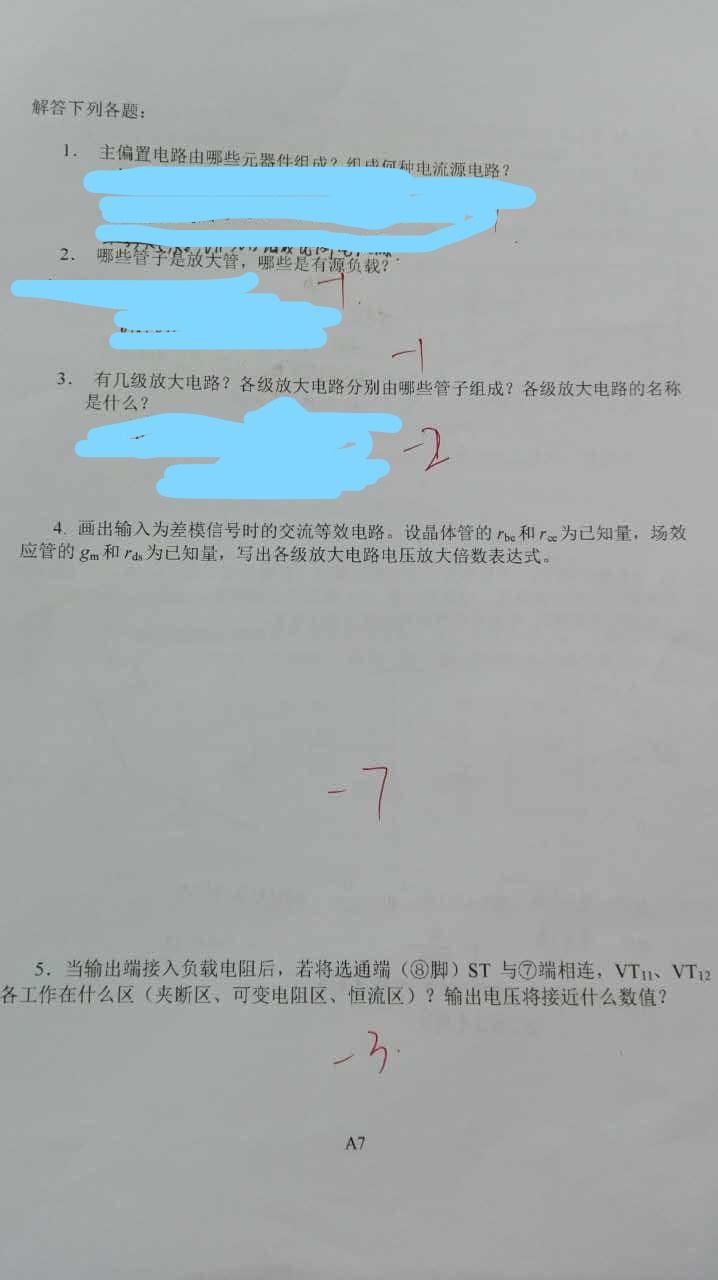 解答下列各题：
1. 主偏置电路由哪些元器件组成？组成何种电流源电路？
2. 哪些管子是放大管，哪些是有源负载？
-1
-1
3. 有几级放大电路？各级放大电路分别由哪些管子组成？各级放大电路的名称
是什么？
-2
4. 画出输入为差模信号时的交流等效电路。设晶体管的 rbe 和 rce 为已知量，场效
应管的 gm 和 rds 为已知量，写出各级放大电路电压放大倍数表达式。
-7
5. 当输出端接入负载电阻后，若将选通端（⑧脚）ST 与⑦端相连，VT11、VT12
各工作在什么区（夹断区、可变电阻区、恒流区）？输出电压将接近什么数值？
-3
A7